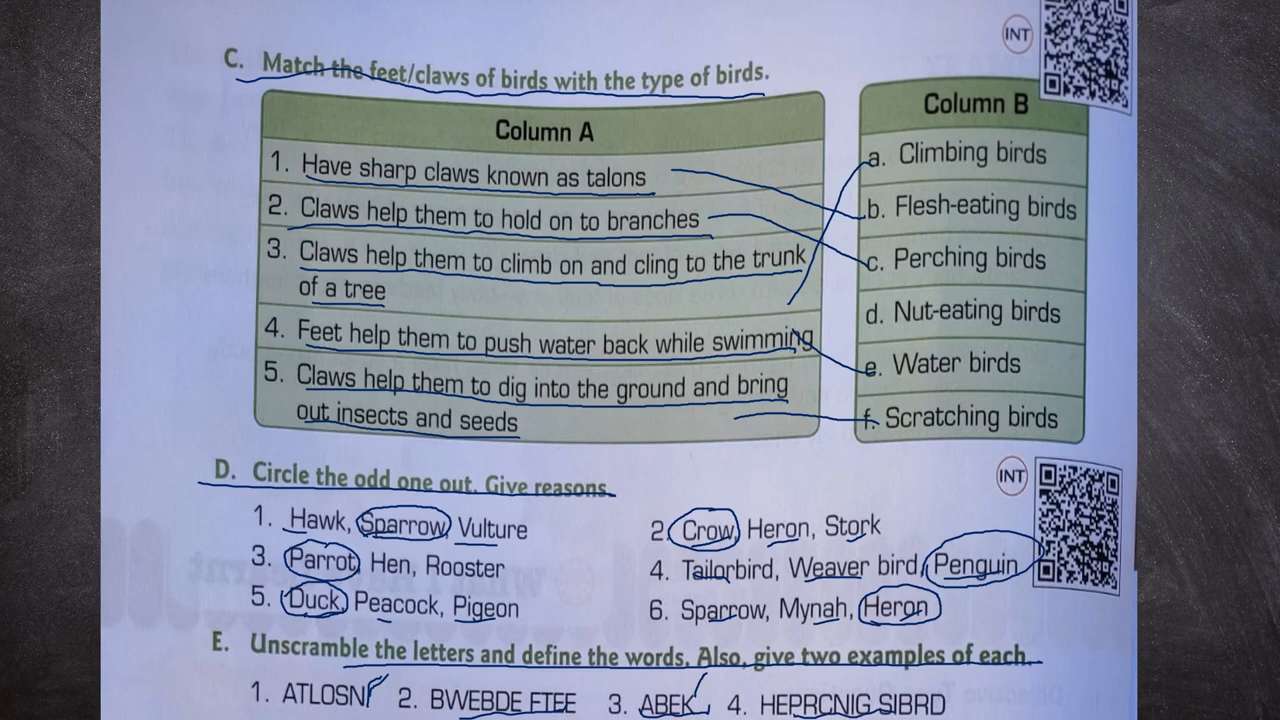 INT
C. Match the feet/claws of birds with the type of birds.
Column A
1. Have sharp claws known as talons
2. Claws help them to hold on to branches
3. Claws help them to climb on and cling to the trunk
of a tree
4. Feet help them to push water back while swimming
5. Claws help them to dig into the ground and bring
out insects and seeds
Column B
a. Climbing birds
b. Flesh-eating birds
c. Perching birds
d. Nut-eating birds
e. Water birds
f. Scratching birds
D. Circle the odd one out. Give reasons.
INT
1. Hawk, Sparrow, Vulture
2. Crow, Heron, Stork
3. Parrot, Hen, Rooster
4. Tailorbird, Weaver bird, Penguin
5. Duck, Peacock, Pigeon
6. Sparrow, Mynah, Heron
E. Unscramble the letters and define the words. Also, give two examples of each.
1. ATLOSN 2. BWEBDE FTEE 3. ABEK 4. HEPRCNIG SIBRD